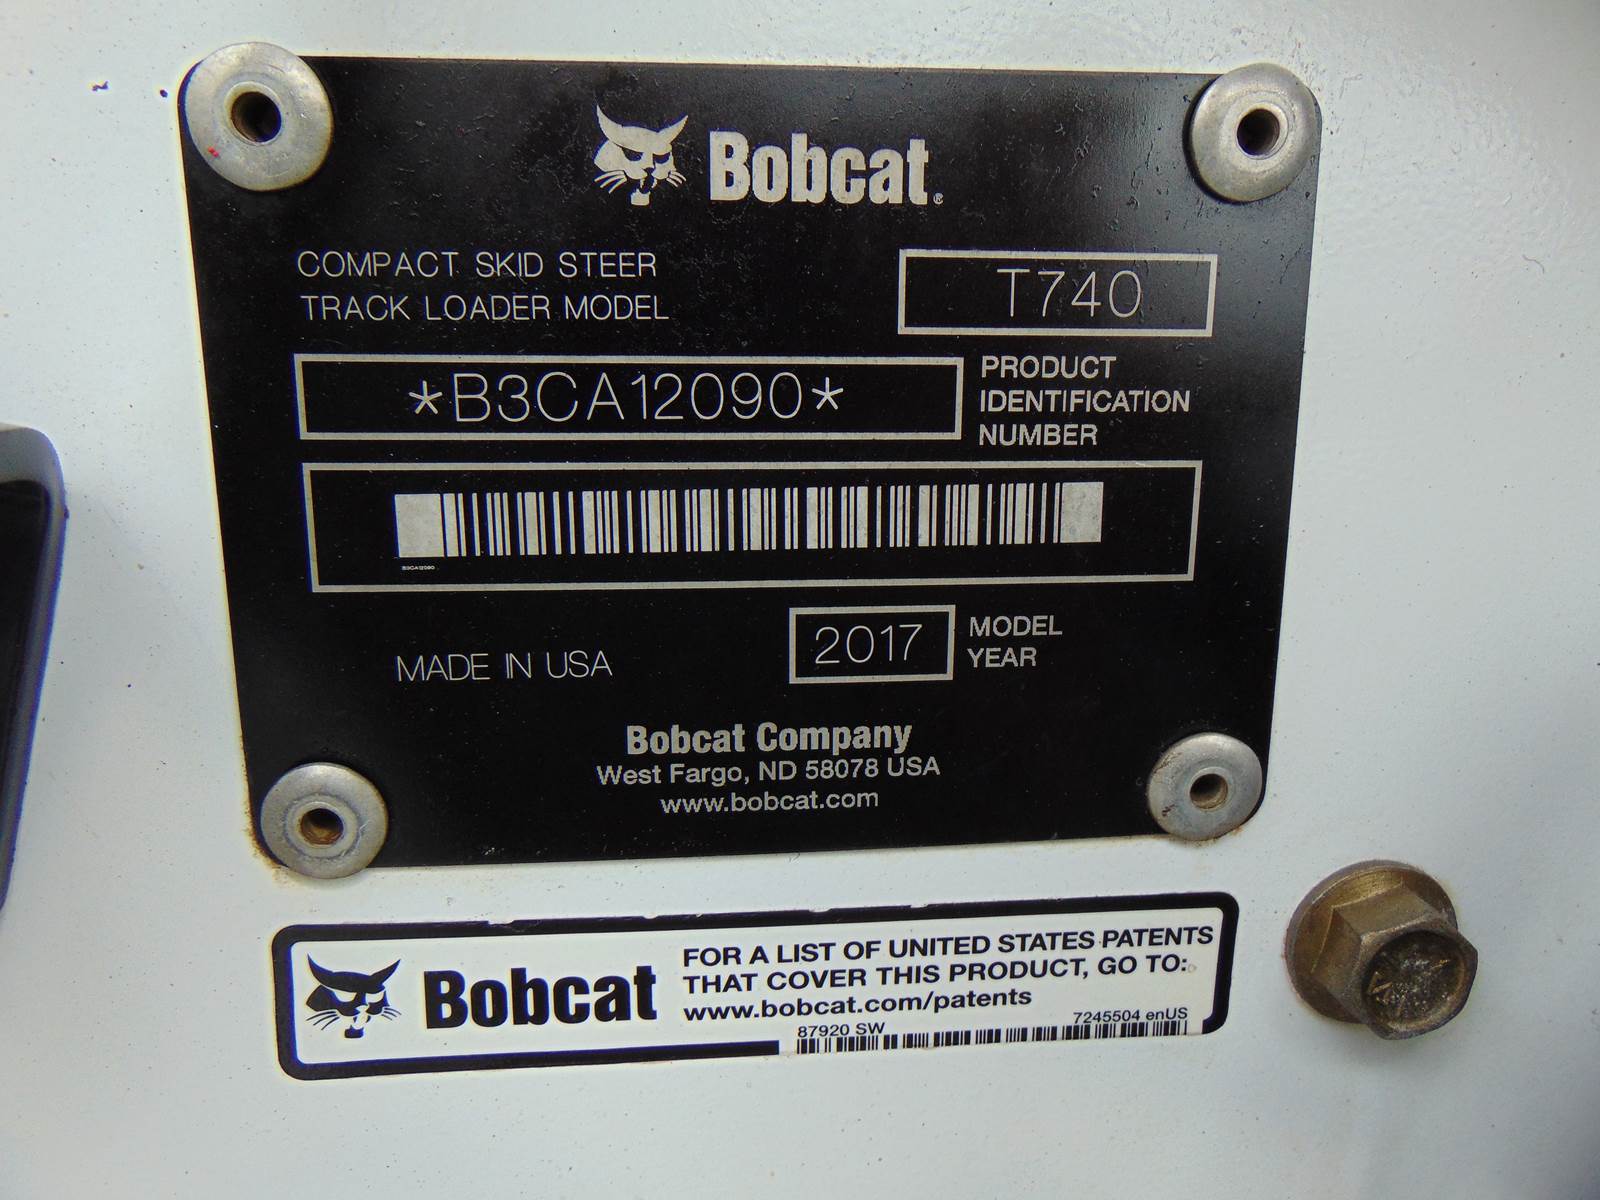 Bobcat®
COMPACT SKID STEER
TRACK LOADER MODEL
T740
*B3CA12090*
PRODUCT
IDENTIFICATION
NUMBER
B3CA12090
MADE IN USA
2017
MODEL
YEAR
Bobcat Company
West Fargo, ND 58078 USA
www.bobcat.com
Bobcat
FOR A LIST OF UNITED STATES PATENTS
THAT COVER THIS PRODUCT, GO TO:
www.bobcat.com/patents
87920 SW
7245504 enUS